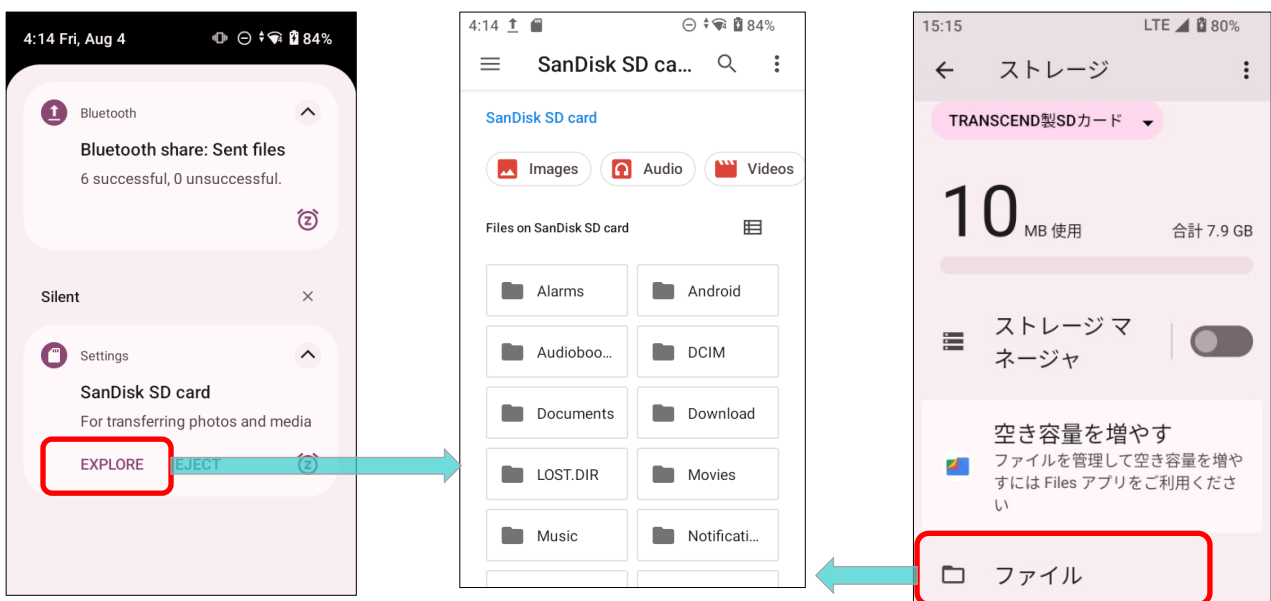 4:14 Fri, Aug 4 84%
Bluetooth
Bluetooth share: Sent files
6 successful, 0 unsuccessful.
Silent
Settings
SanDisk SD card
For transferring photos and media
EXPLORE EJECT
4:14 84%
SanDisk SD ca...
SanDisk SD card
Images Audio Videos
Files on SanDisk SD card
Alarms Android
Audioboo... DCIM
Documents Download
LOST.DIR Movies
Music Notificati...
15:15 LTE 80%
ストレージ
TRANSCEND製SDカード
10 MB 使用 合計 7.9 GB
ストレージ マ
ネージャ
空き容量を増やす
ファイルを管理して空き容量を増や
すには Files アプリをご利用くださ
い
ファイル